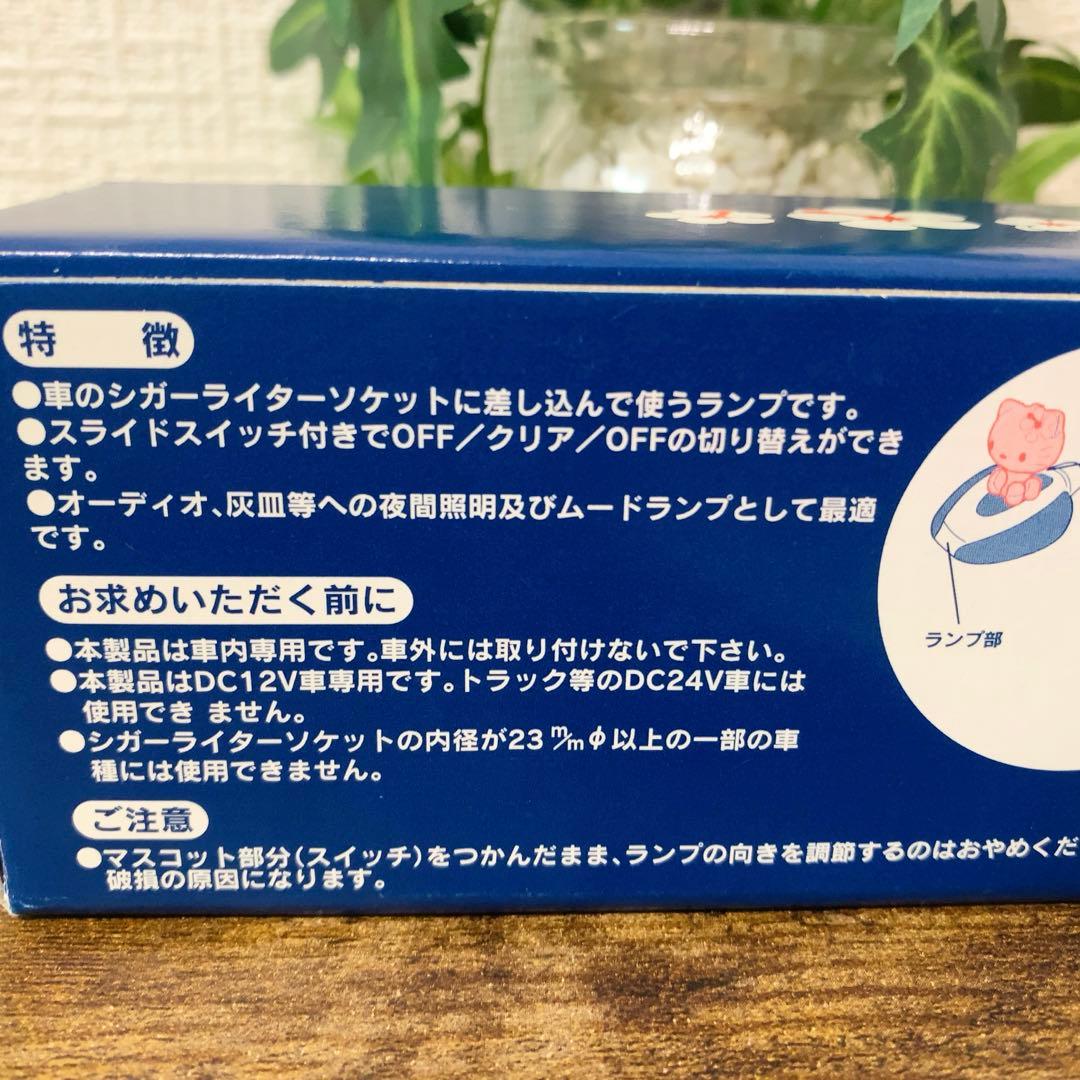 特　徴
●車のシガーライターソケットに差し込んで使うランプです。
●スライドスイッチ付きでOFF／クリア／OFFの切り替えができ
ます。
●オーディオ、灰皿等への夜間照明及びムードランプとして最適
です。
お求めいただく前に
●本製品は車内専用です。車外には取り付けないで下さい。
●本製品はDC12V車専用です。トラック等のDC24V車には
使用でき ません。
●シガーライターソケットの内径が23㎜φ以上の一部の車
種には使用できません。
ご注意
●マスコット部分（スイッチ）をつかんだまま、ランプの向きを調節するのはおやめくだ
破損の原因になります。
ランプ部